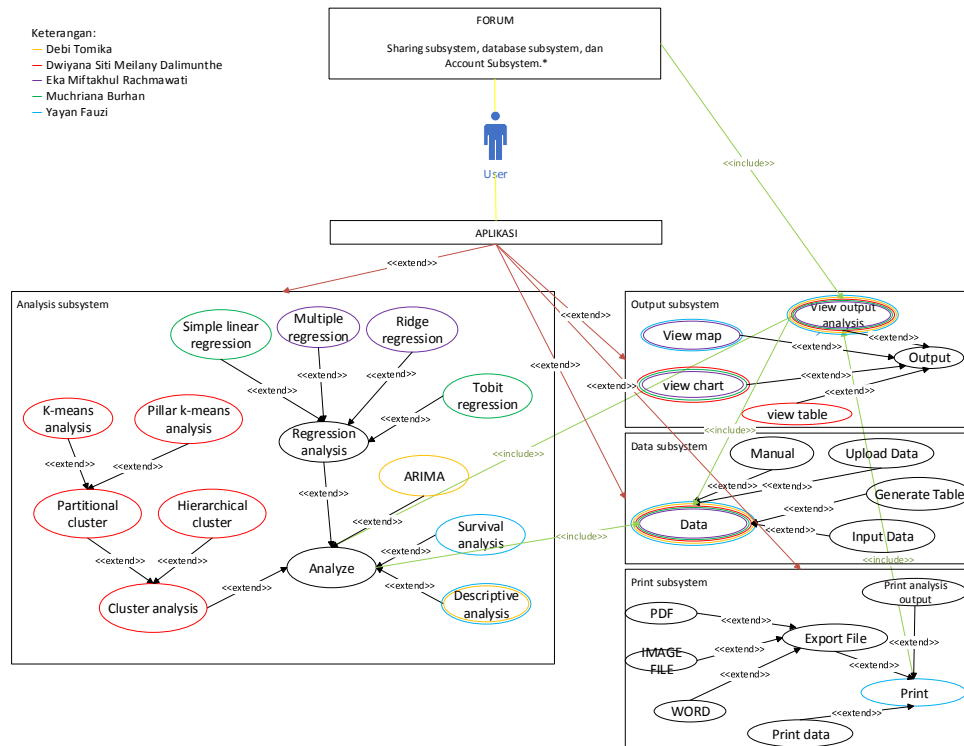 FORUM
Sharing subsystem, database subsystem, dan
Account Subsystem.*
Keterangan:
Debi Tomika
Dwiyana Siti Meilany Dalimunthe
Eka Miftakhul Rachmawati
Muchriana Burhan
Yayan Fauzi
User
<<include>>
APLIKASI
<<extend>>
<<extend>>
<<extend>>
<<extend>>
<<extend>>
Analysis subsystem
Simple linear
regression
Multiple
regression
Ridge
regression
<<extend>>
<<extend>>
<<extend>>
Tobit
regression
<<extend>>
K-means
analysis
Pillar k-means
analysis
Regression
analysis
<<extend>>
<<extend>>
<<extend>>
ARIMA
<<include>>
Partitional
cluster
Hierarchical
cluster
<<extend>>
Survival
analysis
<<extend>>
<<extend>>
<<extend>>
<<include>>
Analyze
Cluster analysis
<<extend>>
<<extend>>
Descriptive
analysis
Output subsystem
View output
analysis
View map
<<extend>>
<<extend>>
Output
view chart
<<extend>>
<<extend>>
view table
<<include>>
Data subsystem
Manual
Upload Data
<<extend>>
<<extend>>
Generate Table
<<extend>>
Data
<<extend>>
Input Data
<<include>>
Print subsystem
Print analysis
output
PDF
<<extend>>
Export File
<<extend>>
IMAGE
FILE
<<extend>>
<<extend>>
<<extend>>
WORD
Print
<<extend>>
Print data